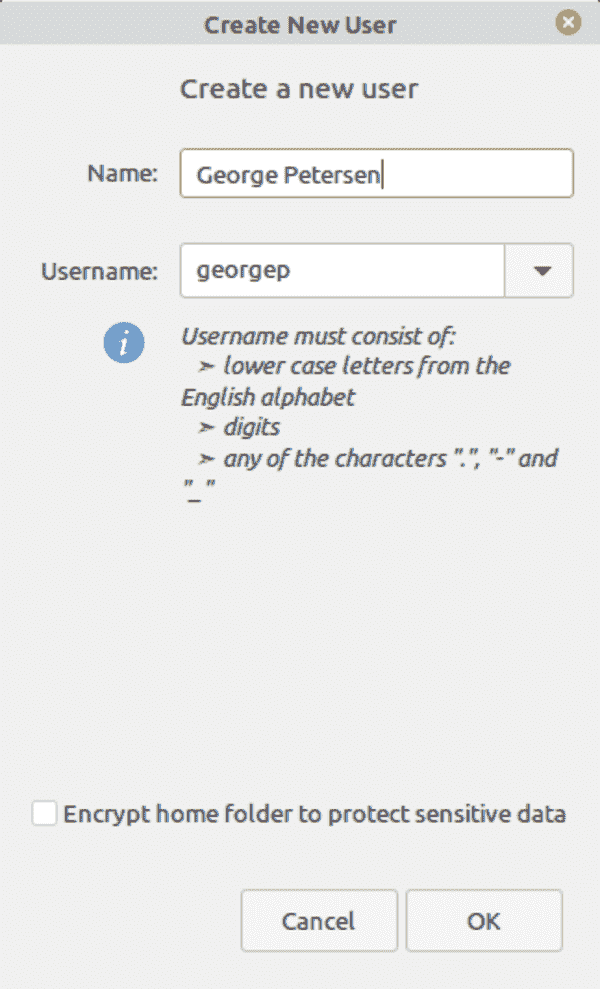 Create New User
Create a new user
Name: George Petersen
Username: georgep
Username must consist of:
➣ lower case letters from the
English alphabet
➣ digits
➣ any of the characters ".", "-" and
"_"
Encrypt home folder to protect sensitive data
Cancel OK